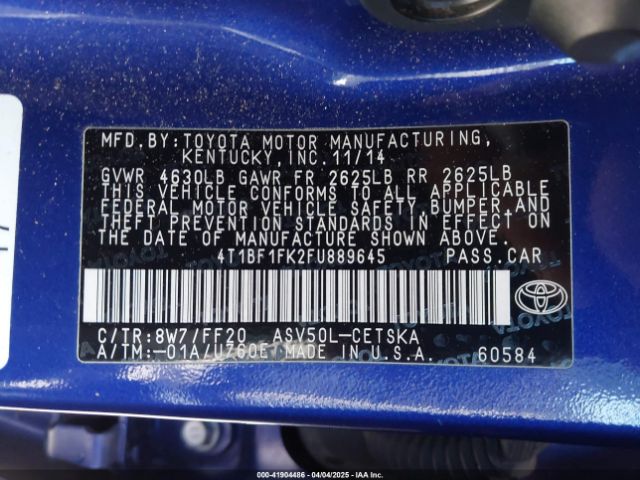 MFD. BY: TOYOTA MOTOR MANUFACTURING,
KENTUCKY, INC. 11/14
GVWR 4630LB GAWR FR 2625LB RR 2625LB
THIS VEHICLE CONFORMS TO ALL APPLICABLE
FEDERAL MOTOR VEHICLE SAFETY, BUMPER AND
THEFT PREVENTION STANDARDS IN EFFECT ON
THE DATE OF MANUFACTURE SHOWN ABOVE.
4T1BF1FK2FU889645 PASS. CAR
C/TR: 8W7/FF20 ASV50L-CETSKA
A/TM: -01A/U760E MADE IN U.S.A. 60584
00-41904486 - 04/04/2025 - IAA Inc.